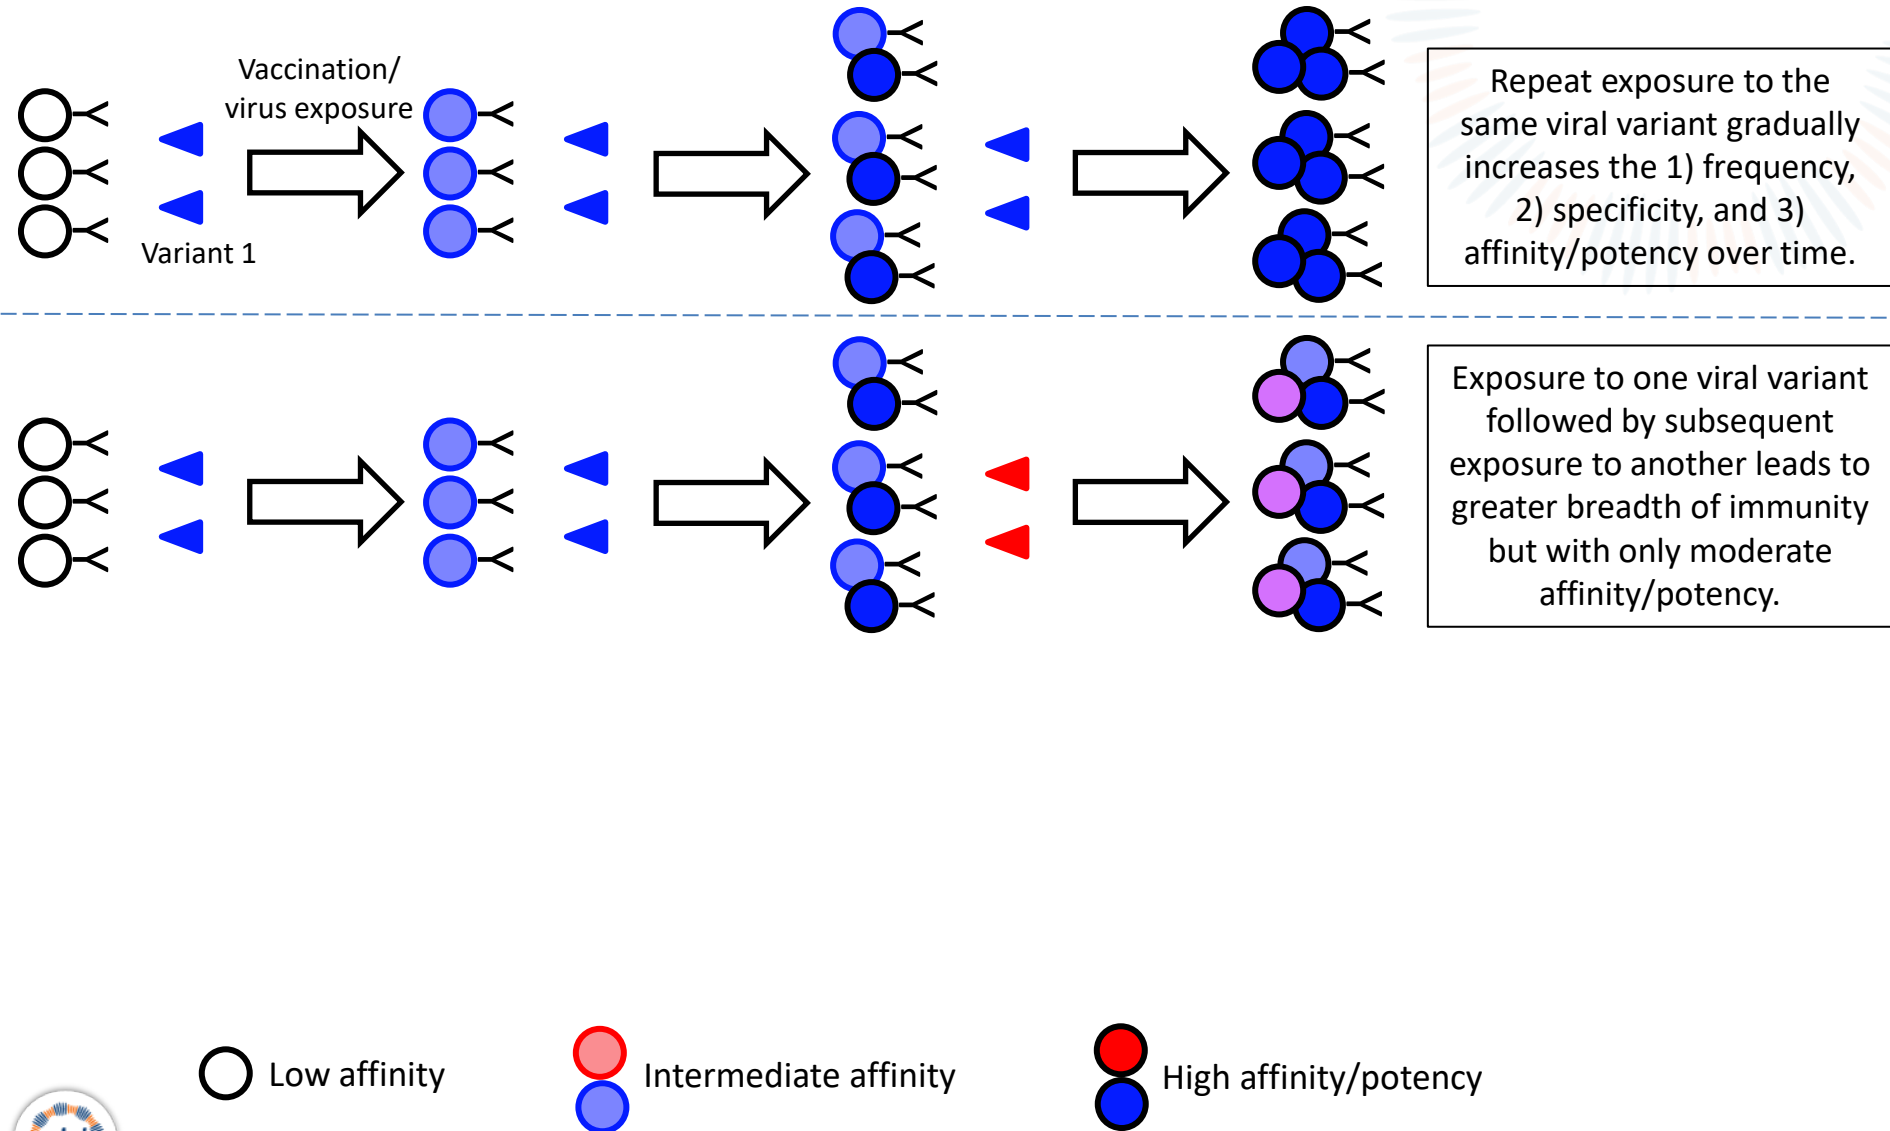 Vaccination/
virus exposure
Variant 1
Repeat exposure to the
same viral variant gradually
increases the 1) frequency,
2) specificity, and 3)
affinity/potency over time.
Exposure to one viral variant
followed by subsequent
exposure to another leads to
greater breadth of immunity
but with only moderate
affinity/potency.
Low affinity
Intermediate affinity
High affinity/potency